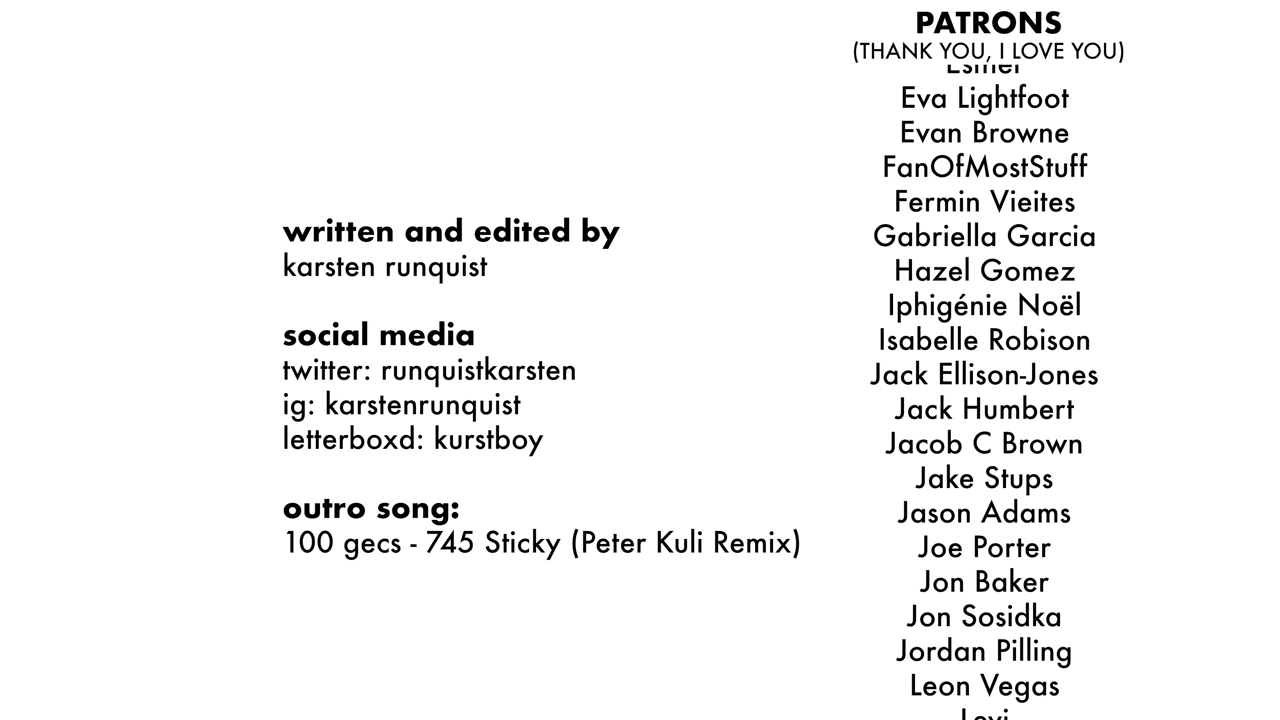 written and edited by
karsten runquist
social media
twitter: runquistkarsten
ig: karstenrunquist
letterboxd: kurstboy
outro song:
100 gecs - 745 Sticky (Peter Kuli Remix)
PATRONS
(THANK YOU, I LOVE YOU)
Eva Lightfoot
Evan Browne
FanOfMostStuff
Fermin Vieites
Gabriella Garcia
Hazel Gomez
Iphigénie Noël
Isabelle Robison
Jack Ellison-Jones
Jack Humbert
Jacob C Brown
Jake Stups
Jason Adams
Joe Porter
Jon Baker
Jon Sosidka
Jordan Pilling
Leon Vegas